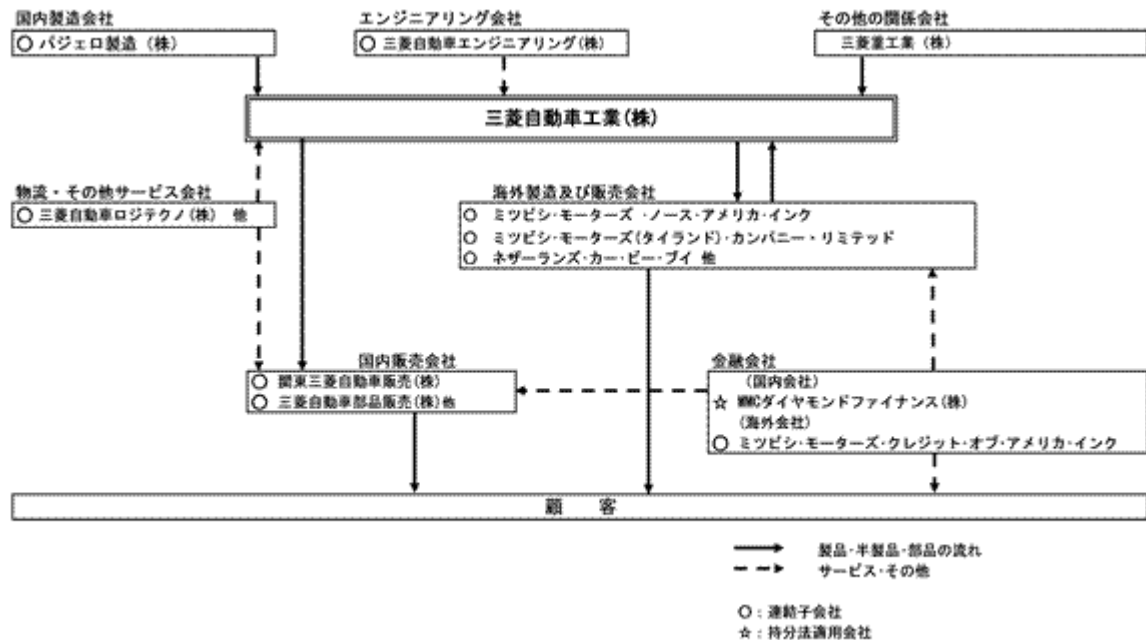 国内製造会社
○ パジェロ製造 (株)
エンジニアリング会社
○ 三菱自動車エンジニアリング(株)
その他の関係会社
三菱重工業 (株)
三菱自動車工業(株)
物流・その他サービス会社
○ 三菱自動車ロジテクノ(株) 他
海外製造及び販売会社
○ ミツビシ・モーターズ ・ノース・アメリカ・インク
○ ミツビシ・モーターズ(タイランド)・カンパニー・リミテッド
○ ネザーランズ・カー・ビー・ブイ 他
国内販売会社
○ 関東三菱自動車販売(株)
○ 三菱自動車部品販売(株)他
金融会社
(国内会社)
☆ MMCダイヤモンドファイナンス(株)
(海外会社)
○ ミツビシ・モーターズ・クレジット・オブ・アメリカ・インク
顧 客
製品・半製品・部品の流れ
サービス・その他
○ : 連結子会社
☆ : 持分法適用会社